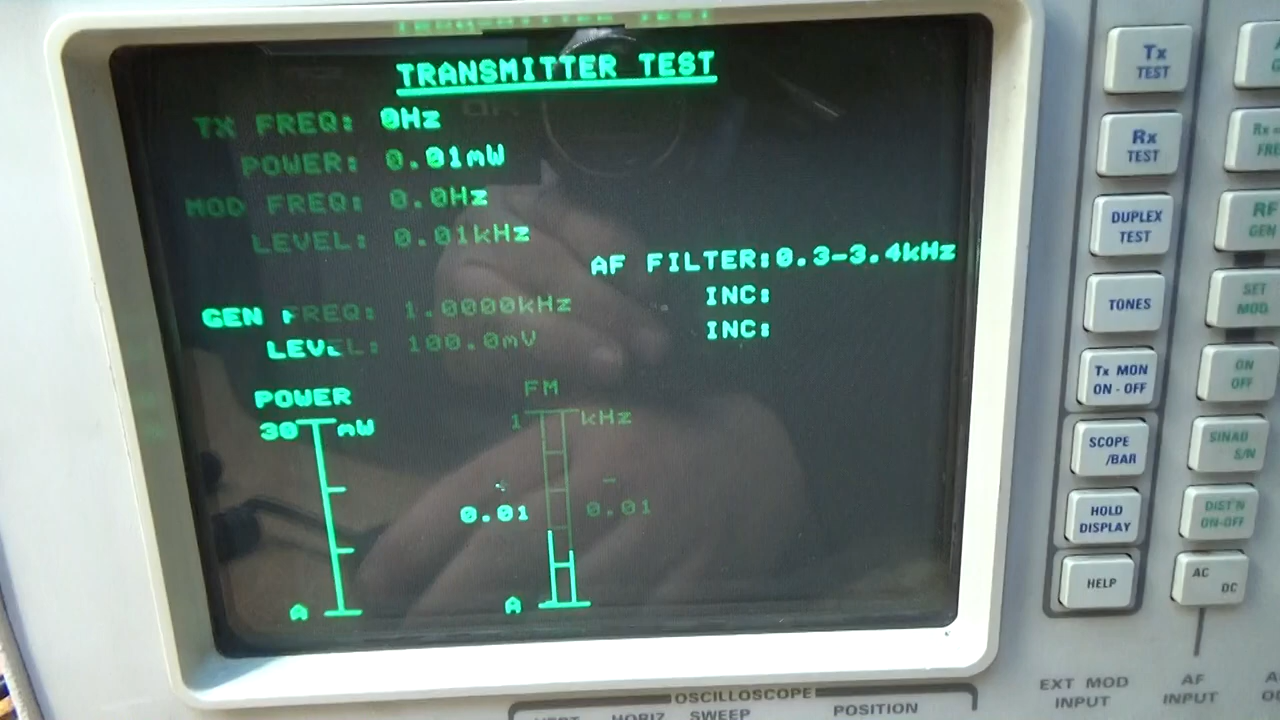 TRANSMITTER TEST
TX FREQ: 0Hz
POWER: 0.01mW
MOD FREQ: 0.0Hz
LEVEL: 0.01kHz
AF FILTER:0.3-3.4kHz
INC:
INC:
GEN FREQ: 1.0000kHz
LEVEL: 100.0mV
POWER
30 mW
A
FM
1 kHz
+ -
0.01 0.01
A
Tx
TEST
Rx
TEST
DUPLEX
TEST
TONES
Tx MON
ON - OFF
SCOPE
/BAR
HOLD
DISPLAY
HELP
Rx=
RF
GEN
SET
MOD
ON
OFF
SINAD
S/N
DIST'N
ON-OFF
AC
DC
EXT MOD
INPUT
AF
INPUT
OSCILLOSCOPE
VERT HORIZ SWEEP POSITION